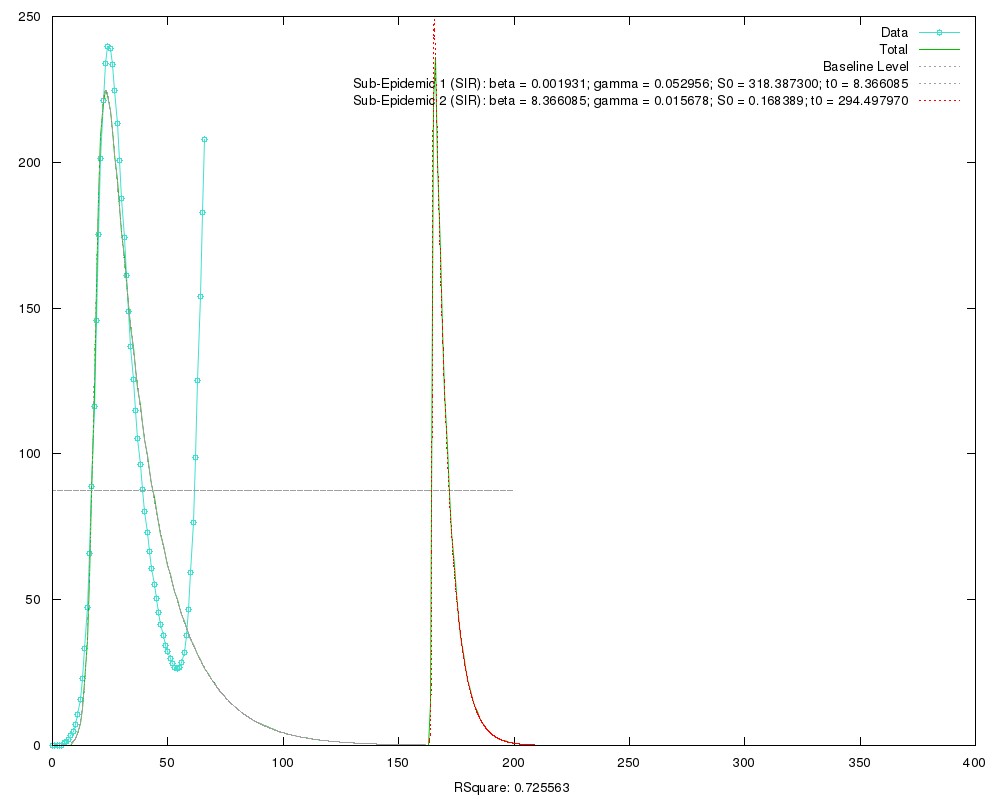 250
200
150
100
50
0
Data
Total
Baseline Level
Sub-Epidemic 1 (SIR): beta = 0.001931; gamma = 0.052956; S0 = 318.387300; t0 = 8.366085
Sub-Epidemic 2 (SIR): beta = 8.366085; gamma = 0.015678; S0 = 0.168389; t0 = 294.497970
0 50 100 150 200 250 300 350 400
RSquare: 0.725563